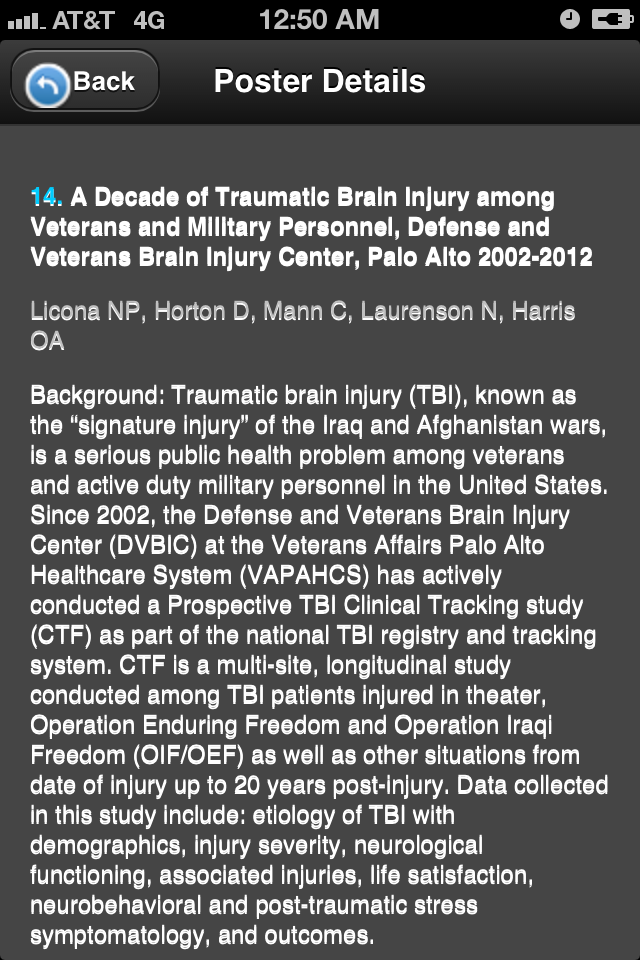 AT&T 4G 12:50 AM
Back Poster Details
14. A Decade of Traumatic Brain Injury among
Veterans and Military Personnel, Defense and
Veterans Brain Injury Center, Palo Alto 2002-2012
Licona NP, Horton D, Mann C, Laurenson N, Harris
OA
Background: Traumatic brain injury (TBI), known as
the “signature injury” of the Iraq and Afghanistan wars,
is a serious public health problem among veterans
and active duty military personnel in the United States.
Since 2002, the Defense and Veterans Brain Injury
Center (DVBIC) at the Veterans Affairs Palo Alto
Healthcare System (VAPAHCS) has actively
conducted a Prospective TBI Clinical Tracking study
(CTF) as part of the national TBI registry and tracking
system. CTF is a multi-site, longitudinal study
conducted among TBI patients injured in theater,
Operation Enduring Freedom and Operation Iraqi
Freedom (OIF/OEF) as well as other situations from
date of injury up to 20 years post-injury. Data collected
in this study include: etiology of TBI with
demographics, injury severity, neurological
functioning, associated injuries, life satisfaction,
neurobehavioral and post-traumatic stress
symptomatology, and outcomes.